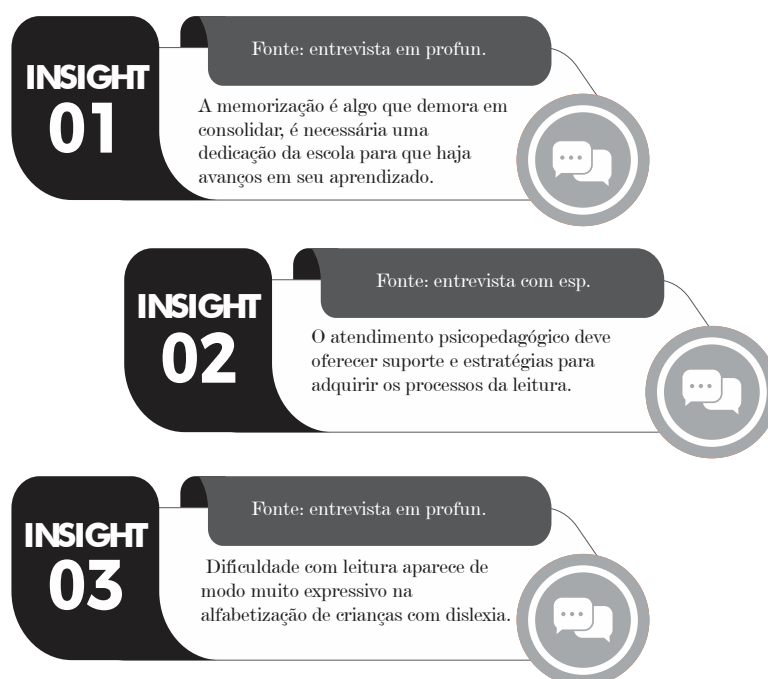 INSIGHT
01
Fonte: entrevista em profun.
A memorização é algo que demora em
consolidar, é necessária uma
dedicação da escola para que haja
avanços em seu aprendizado.
INSIGHT
02
Fonte: entrevista com esp.
O atendimento psicopedagógico deve
oferecer suporte e estratégias para
adquirir os processos da leitura.
INSIGHT
03
Fonte: entrevista em profun.
Dificuldade com leitura aparece de
modo muito expressivo na
alfabetização de crianças com dislexia.